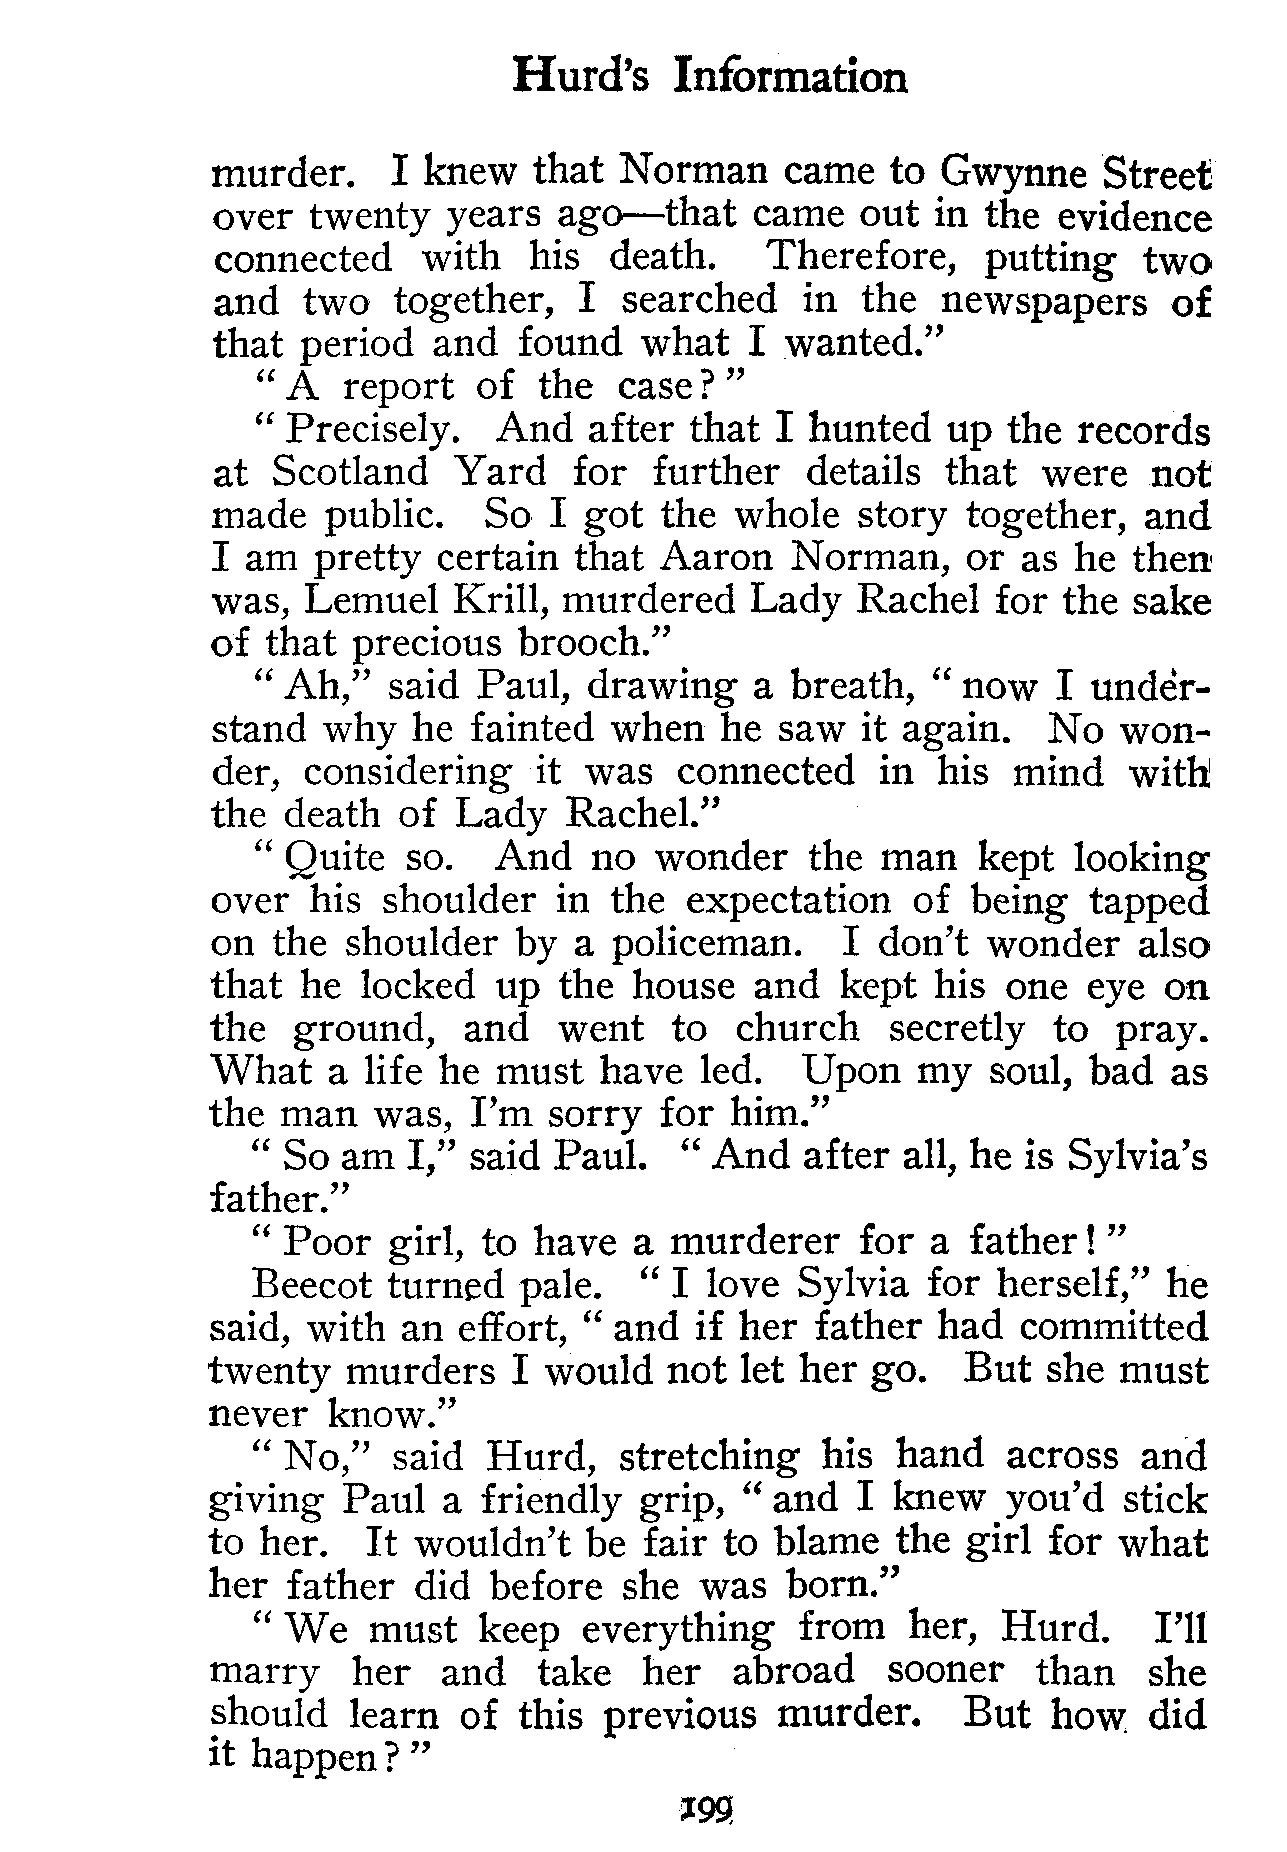 Hurd's Information
murder. I knew that Norman came to Gwynne Street
over twenty years ago—that came out in the evidence
connected with his death. Therefore, putting two
and two together, I searched in the newspapers of
that period and found what I wanted."
"A report of the case?"
"Precisely. And after that I hunted up the records
at Scotland Yard for further details that were not
made public. So I got the whole story together, and
I am pretty certain that Aaron Norman, or as he then
was, Lemuel Krill, murdered Lady Rachel for the sake
of that precious brooch."
"Ah," said Paul, drawing a breath, "now I under-
stand why he fainted when he saw it again. No won-
der, considering it was connected in his mind with
the death of Lady Rachel."
"Quite so. And no wonder the man kept looking
over his shoulder in the expectation of being tapped
on the shoulder by a policeman. I don't wonder also
that he locked up the house and kept his one eye on
the ground, and went to church secretly to pray.
What a life he must have led. Upon my soul, bad as
the man was, I'm sorry for him."
"So am I," said Paul. "And after all, he is Sylvia's
father."
"Poor girl, to have a murderer for a father!"
Beecot turned pale. "I love Sylvia for herself," he
said, with an effort, "and if her father had committed
twenty murders I would not let her go. But she must
never know."
"No," said Hurd, stretching his hand across and
giving Paul a friendly grip, "and I knew you'd stick
to her. It wouldn't be fair to blame the girl for what
her father did before she was born."
"We must keep everything from her, Hurd. I'll
marry her and take her abroad sooner than she
should learn of this previous murder. But how did
it happen?"
199